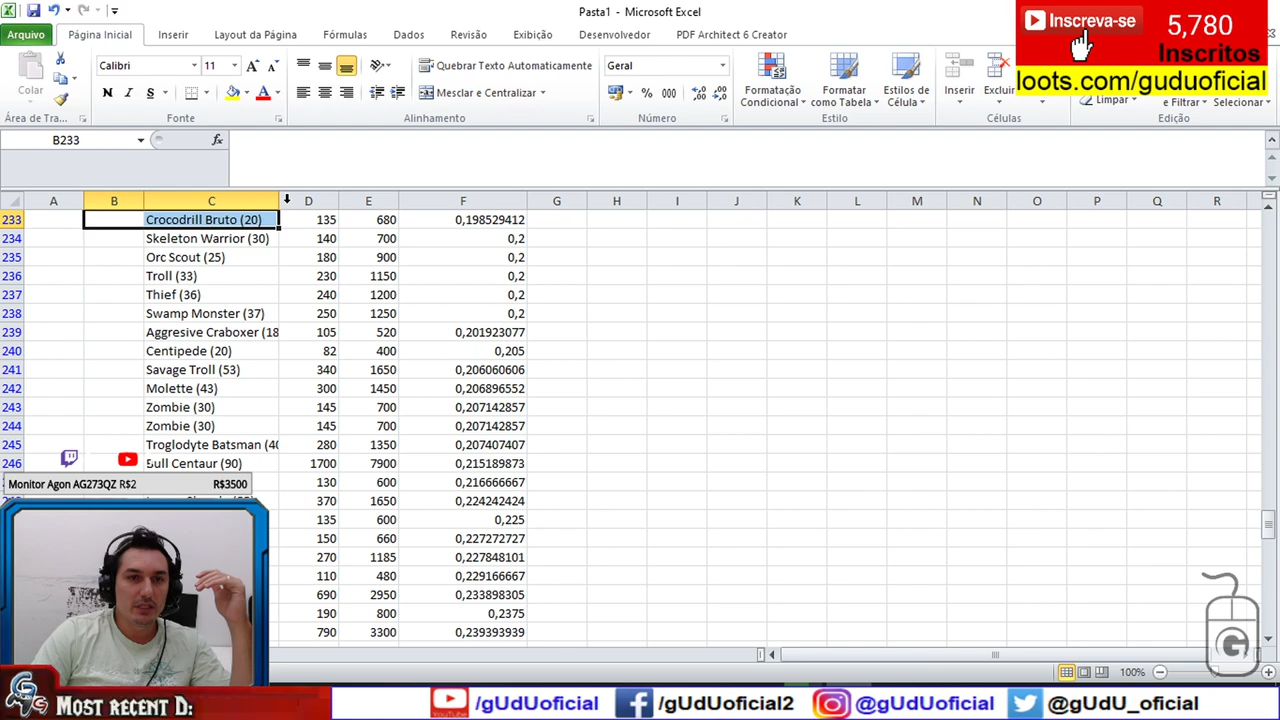 Pasta1 - Microsoft Excel
Inscreva-se 5,780
Inscritos
loots.com/guduoficial
Arquivo Página Inicial Inserir Layout da Página Fórmulas Dados Revisão Exibição Desenvolvedor PDF Architect 6 Creator
Colar Calibri 11 Quebrar Texto Automaticamente Geral
N I S Mesclar e Centralizar % 000 Formatação Condicional Formatar como Tabela Estilos de Célula Inserir Excluir Limpar e Filtrar Selecionar
Área de Tra... Fonte Alinhamento Número Estilo Células Edição
B233 fx
A B C D E F G H I J K L M N O P Q R
233 Crocodrill Bruto (20) 135 680 0,198529412
234 Skeleton Warrior (30) 140 700 0,2
235 Orc Scout (25) 180 900 0,2
236 Troll (33) 230 1150 0,2
237 Thief (36) 240 1200 0,2
238 Swamp Monster (37) 250 1250 0,2
239 Aggresive Craboxer (18 105 520 0,201923077
240 Centipede (20) 82 400 0,205
241 Savage Troll (53) 340 1650 0,206060606
242 Molette (43) 300 1450 0,206896552
243 Zombie (30) 145 700 0,207142857
244 Zombie (30) 145 700 0,207142857
245 Troglodyte Batsman (40 280 1350 0,207407407
246 Bull Centaur (90) 1700 7900 0,215189873
Monitor Agon AG273QZ R$2 R$3500
130 600 0,216666667
370 1650 0,224242424
135 600 0,225
150 660 0,227272727
270 1185 0,227848101
110 480 0,229166667
690 2950 0,233898305
190 800 0,2375
790 3300 0,239393939
100%
G
Most recent D:
/gUdUoficial
/gUdUoficial2
@gUdUoficial
@gUdU_oficial